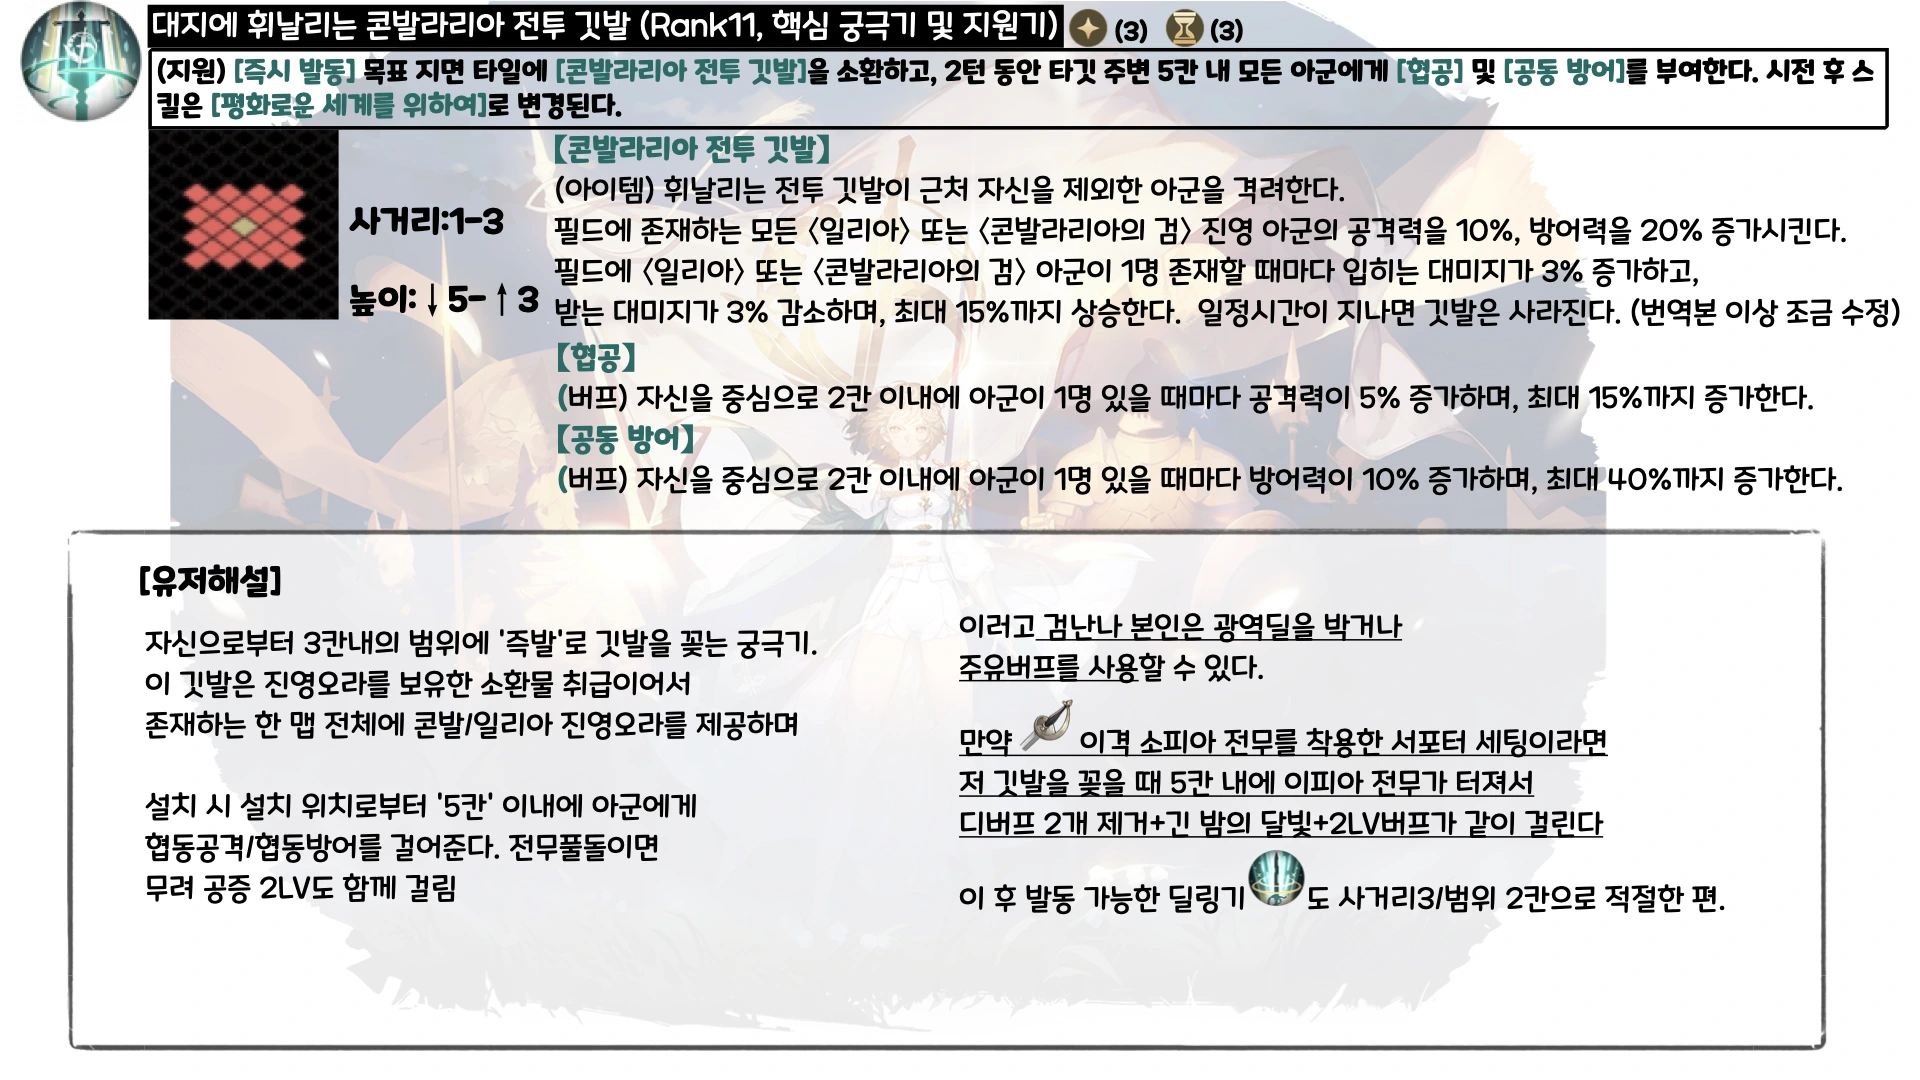 대지에 휘날리는 콘발라리아 전투 깃발 (Rank11, 핵심 궁극기 및 지원기) (3) (3)
(지원) [즉시 발동] 목표 지면 타일에 [콘발라리아 전투 깃발]을 소환하고, 2턴 동안 타깃 주변 5칸 내 모든 아군에게 [협공] 및 [공동 방어]를 부여한다. 시전 후 스
킬은 [평화로운 세계를 위하여]로 변경된다.
사거리:1-3
높이:↓5-↑3
【콘발라리아 전투 깃발】
(아이템) 휘날리는 전투 깃발이 근처 자신을 제외한 아군을 격려한다.
필드에 존재하는 모든 <일리아> 또는 <콘발라리아의 검> 진영 아군의 공격력을 10%, 방어력을 20% 증가시킨다.
필드에 <일리아> 또는 <콘발라리아의 검> 아군이 1명 존재할 때마다 입히는 대미지가 3% 증가하고,
받는 대미지가 3% 감소하며, 최대 15%까지 상승한다. 일정시간이 지나면 깃발은 사라진다. (번역본 이상 조금 수정)
【협공】
(버프) 자신을 중심으로 2칸 이내에 아군이 1명 있을 때마다 공격력이 5% 증가하며, 최대 15%까지 증가한다.
【공동 방어】
(버프) 자신을 중심으로 2칸 이내에 아군이 1명 있을 때마다 방어력이 10% 증가하며, 최대 40%까지 증가한다.
[유저해설]
자신으로부터 3칸내의 범위에 '즉발'로 깃발을 꽂는 궁극기.
이 깃발은 진영오라를 보유한 소환물 취급이어서
존재하는 한 맵 전체에 콘발/일리아 진영오라를 제공하며
설치 시 설치 위치로부터 '5칸' 이내에 아군에게
협동공격/협동방어를 걸어준다. 전무풀돌이면
무려 공증 2LV도 함께 걸림
이러고 검난나 본인은 광역딜을 박거나
주유버프를 사용할 수 있다.
만약 이격 소피아 전무를 착용한 서포터 세팅이라면
저 깃발을 꽂을 때 5칸 내에 이피아 전무가 터져서
디버프 2개 제거+긴 밤의 달빛+2LV버프가 같이 걸린다
이 후 발동 가능한 딜링기 도 사거리3/범위 2칸으로 적절한 편.